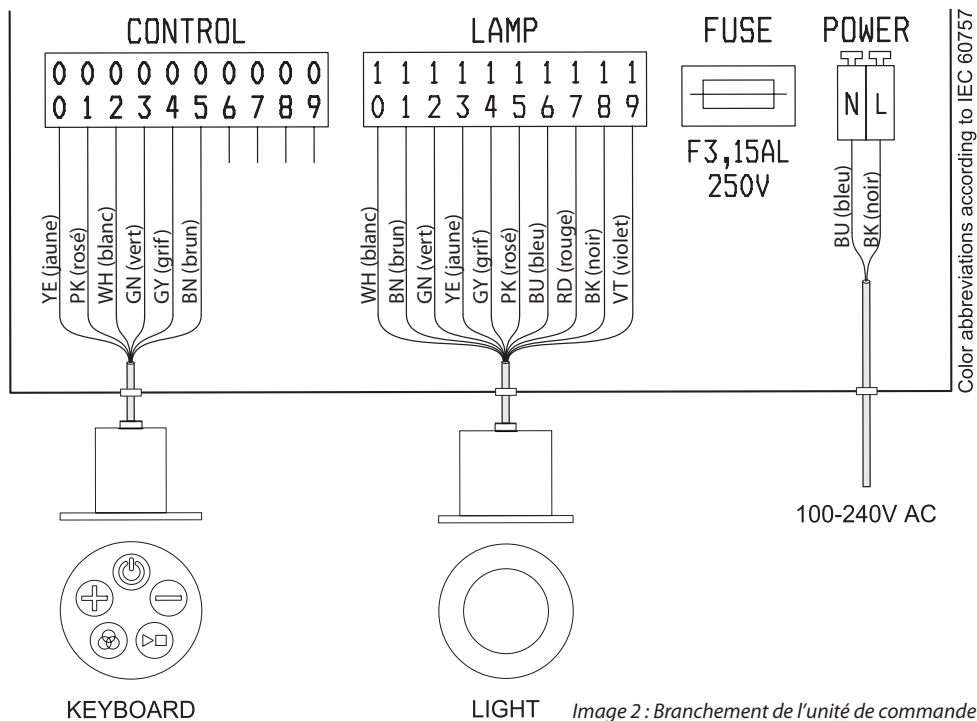 CONTROL
0 0 0 0 0 0 0 0 0 0
0 1 2 3 4 5 6 7 8 9
YE (jaune)
PK (rosé)
WH (blanc)
GN (vert)
GY (grif)
BN (brun)
LAMP
1 1 1 1 1 1 1 1 1 1
0 1 2 3 4 5 6 7 8 9
WH (blanc)
BN (brun)
GN (vert)
YE (jaune)
GY (grif)
PK (rosé)
BU (bleu)
RD (rouge)
BK (noir)
VT (violet)
FUSE
F3,15AL
250V
POWER
N L
BU (bleu)
BK (noir)
100-240V AC
Color abbreviations according to IEC 60757
KEYBOARD
LIGHT
Image 2 : Branchement de l'unité de commande